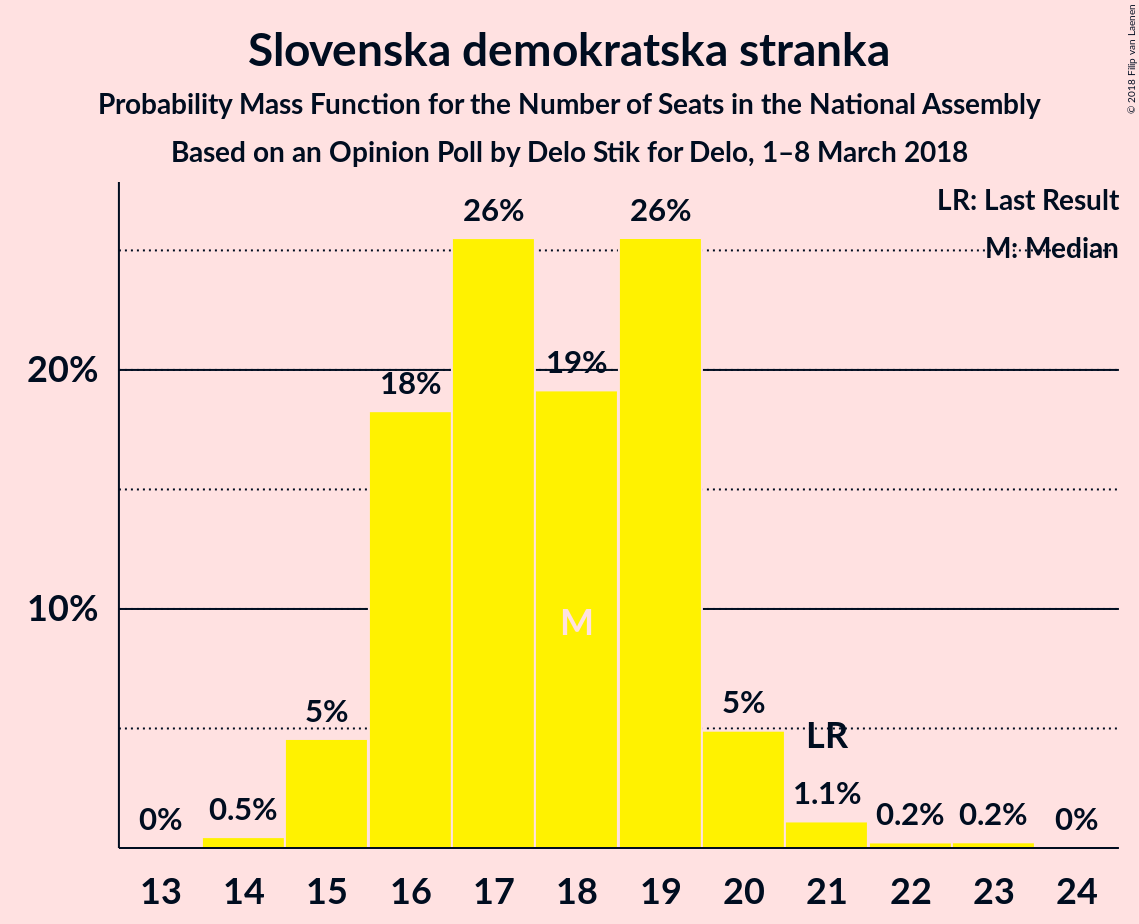 Slovenska demokratska stranka
Probability Mass Function for the Number of Seats in the National Assembly
Based on an Opinion Poll by Delo Stik for Delo, 1–8 March 2018
© 2018 Filip van Laenen
LR: Last Result
M: Median
26% 26%
20%
19%
18%
10%
M
5% 5%
LR
1.1%
0% 0.5% 0.2% 0.2% 0%
13 14 15 16 17 18 19 20 21 22 23 24